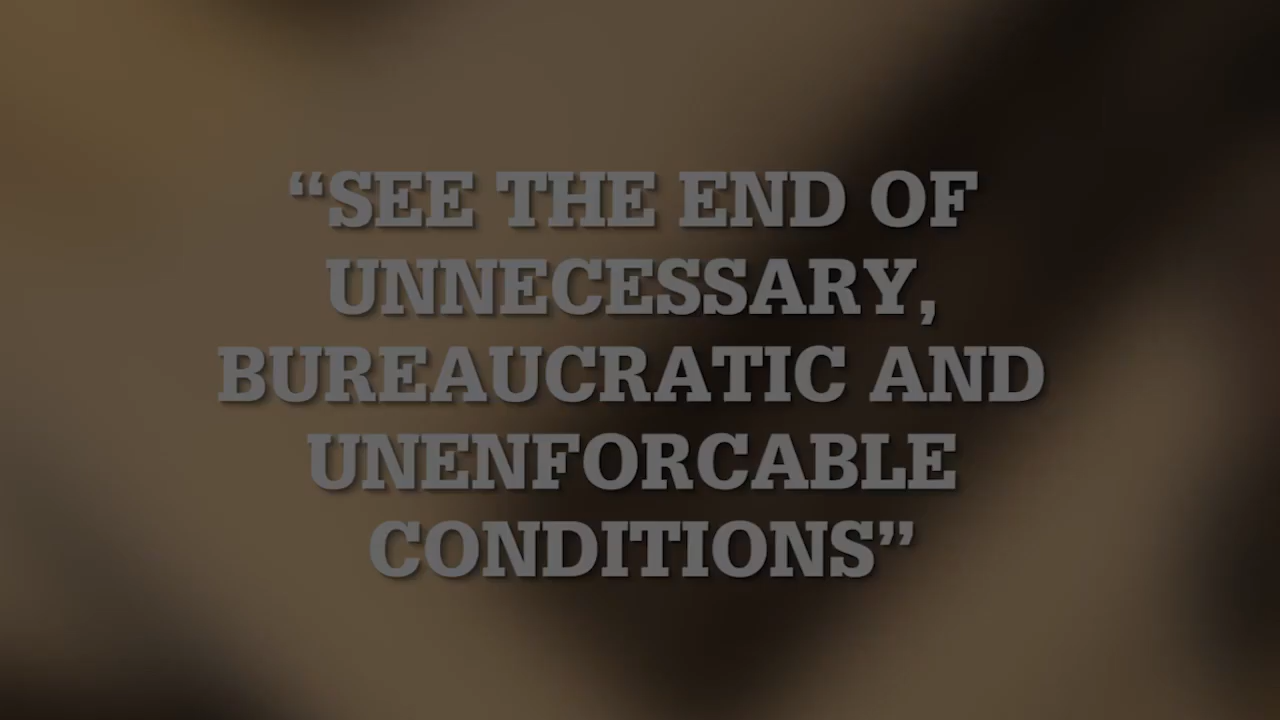 “SEE THE END OF
UNNECESSARY,
BUREAUCRATIC AND
UNENFORCABLE
CONDITIONS”